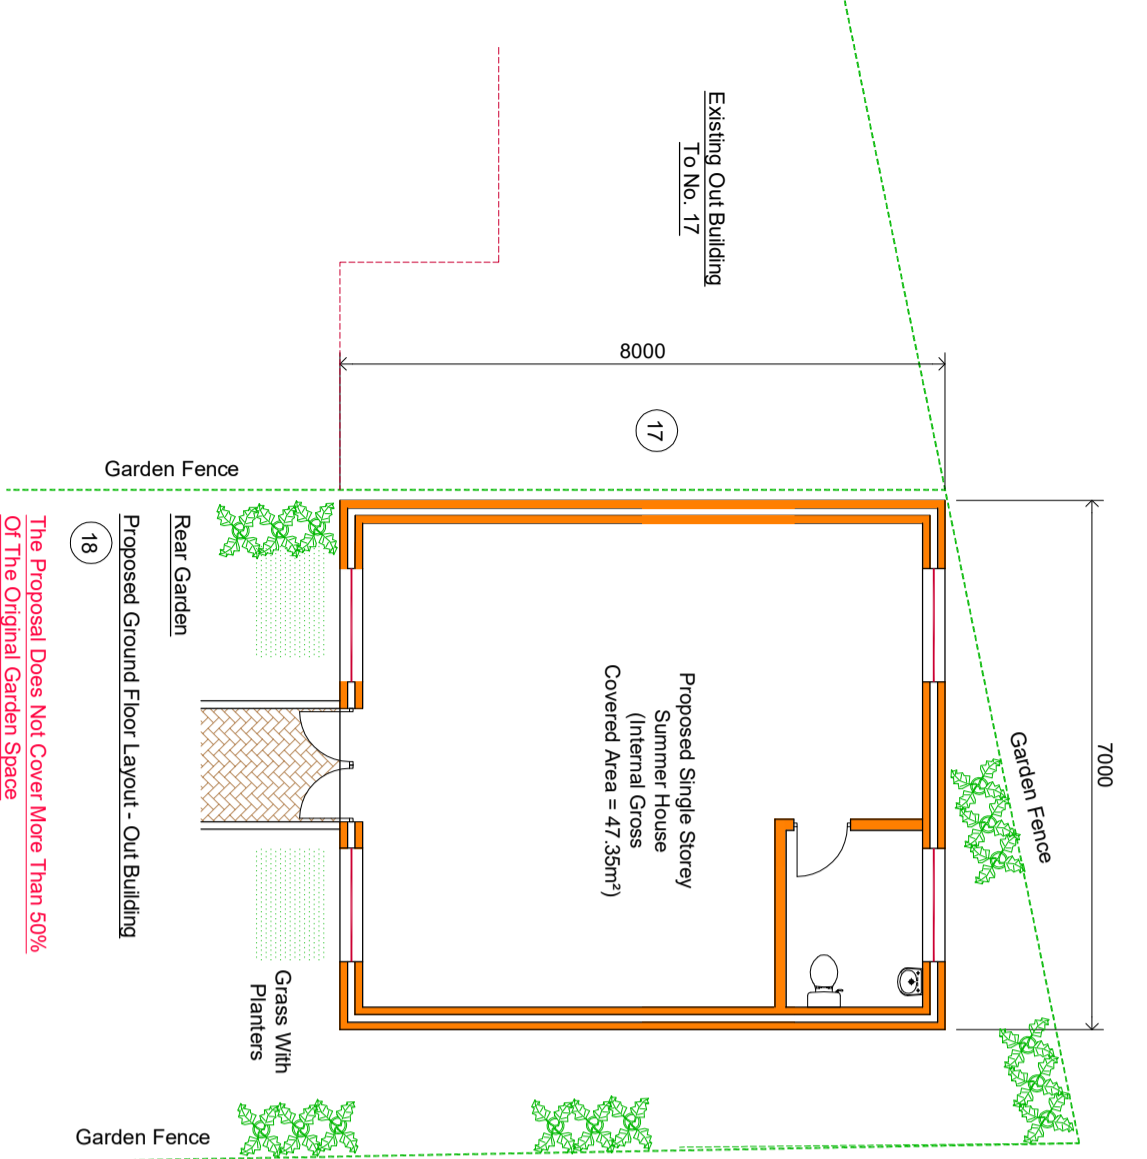 Existing Out Building
To No. 17
8000
17
Garden Fence
7000
Garden Fence
Proposed Single Storey
Summer House
(Internal Gross
Covered Area = 47.35m²)
Rear Garden
Grass With
Planters
Garden Fence
Proposed Ground Floor Layout - Out Building
18
The Proposal Does Not Cover More Than 50%
Of The Original Garden Space